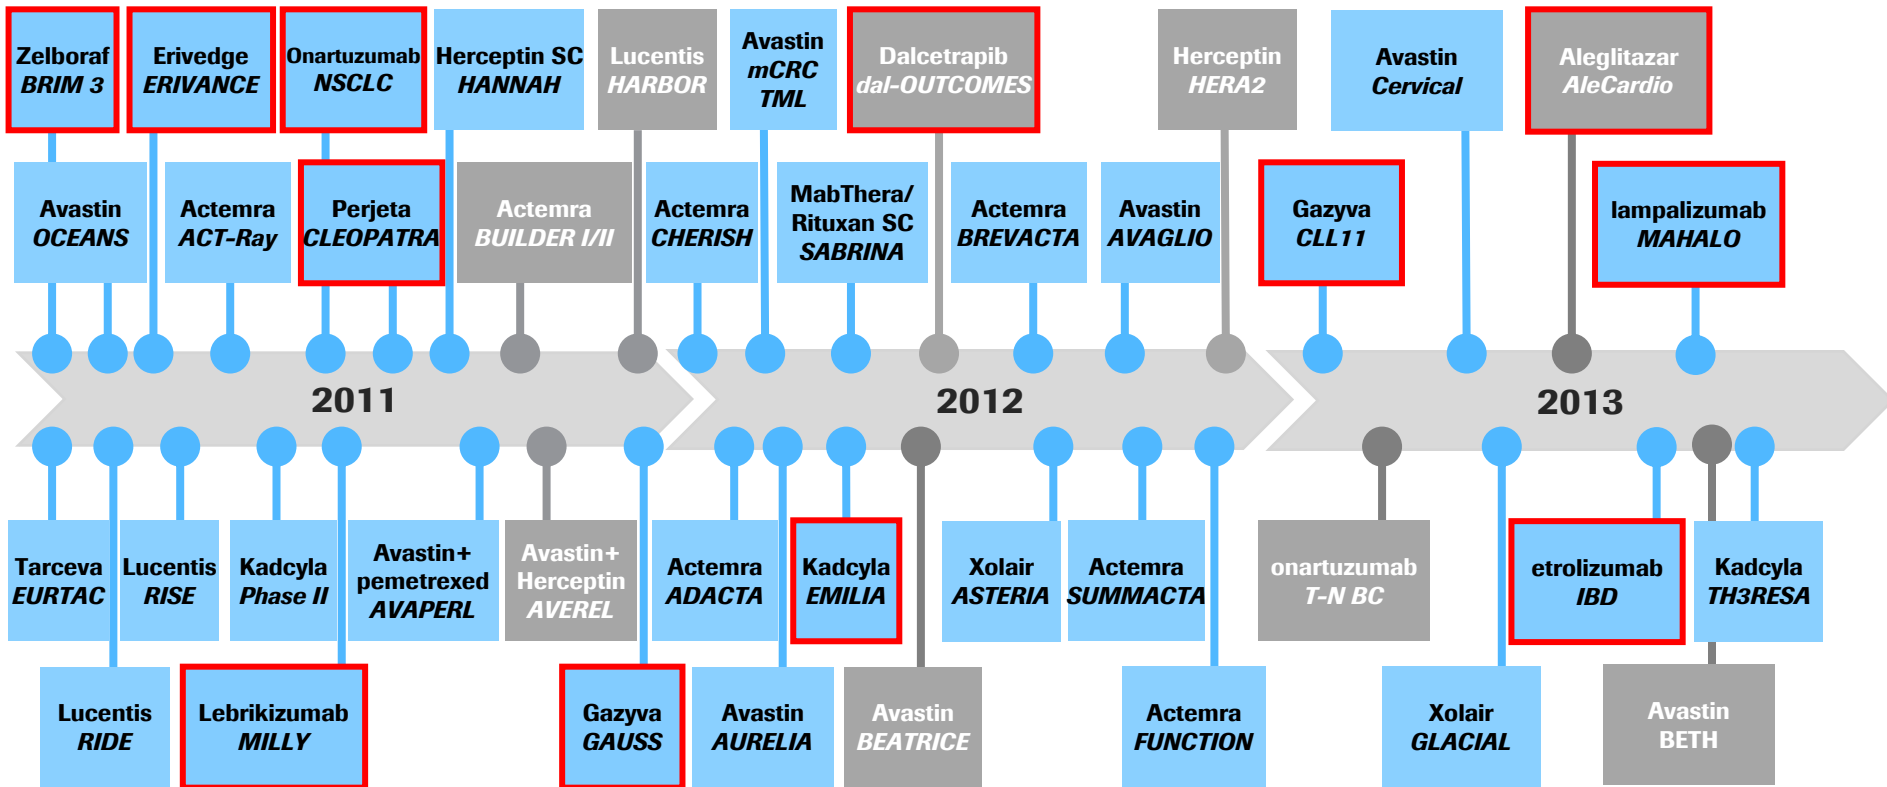 Zelboraf
BRIM 3
Erivedge
ERIVANCE
Onartuzumab
NSCLC
Herceptin SC
HANNAH
Lucentis
HARBOR
Avastin
mCRC
TML
Dalcetrapib
dal-OUTCOMES
Herceptin
HERA2
Avastin
Cervical
Aleglitazar
AleCardio
Avastin
OCEANS
Actemra
ACT-Ray
Perjeta
CLEOPATRA
Actemra
BUILDER I/II
Actemra
CHERISH
MabThera/
Rituxan SC
SABRINA
Actemra
BREVACTA
Avastin
AVAGLIO
Gazyva
CLL11
lampalizumab
MAHALO
2011
2012
2013
Tarceva
EURTAC
Lucentis
RISE
Kadcyla
Phase II
Avastin+
pemetrexed
AVAPERL
Avastin+
Herceptin
AVEREL
Actemra
ADACTA
Kadcyla
EMILIA
Xolair
ASTERIA
Actemra
SUMMACTA
onartuzumab
T-N BC
etrolizumab
IBD
Kadcyla
TH3RESA
Lucentis
RIDE
Lebrikizumab
MILLY
Gazyva
GAUSS
Avastin
AURELIA
Avastin
BEATRICE
Actemra
FUNCTION
Xolair
GLACIAL
Avastin
BETH